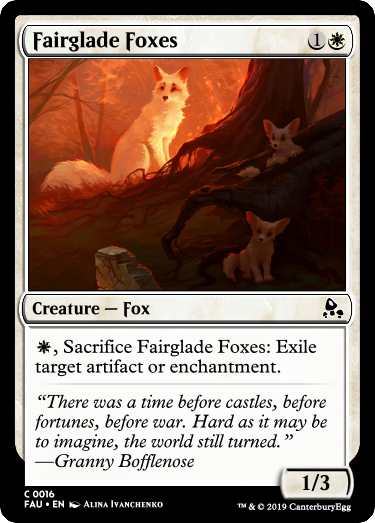 Fairglade Foxes 1
Creature — Fox
, Sacrifice Fairglade Foxes: Exile
target artifact or enchantment.
“There was a time before castles, before
fortunes, before war. Hard as it may be
to imagine, the world still turned.”
—Granny Bofflenose
1/3
C 0016
FAU • EN Alina Ivanchenko
™ & © 2019 CanterburyEgg